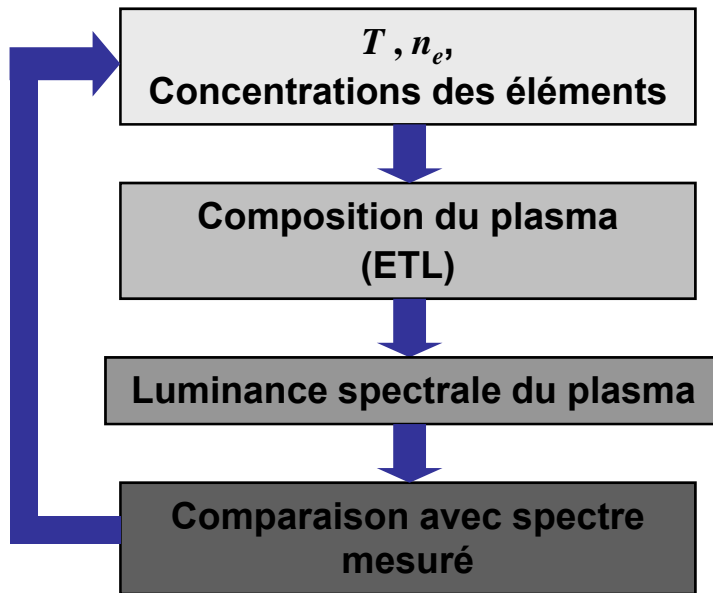 T , nₑ,
Concentrations des éléments
Composition du plasma
(ETL)
Luminance spectrale du plasma
Comparaison avec spectre
mesuré